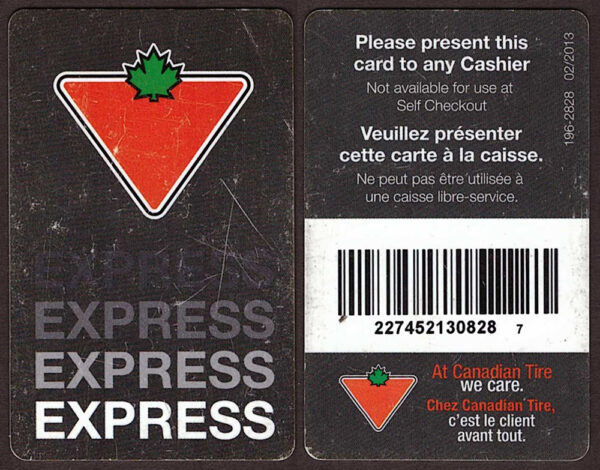 EXPRESS
EXPRESS
EXPRESS
EXPRESS
Please present this
card to any Cashier
Not available for use at
Self Checkout
Veuillez présenter
cette carte à la caisse.
Ne peut pas être utilisée à
une caisse libre-service.
196-2828 02/2013
227452130828 7
At Canadian Tire
we care.
Chez Canadian Tire,
c'est le client
avant tout.